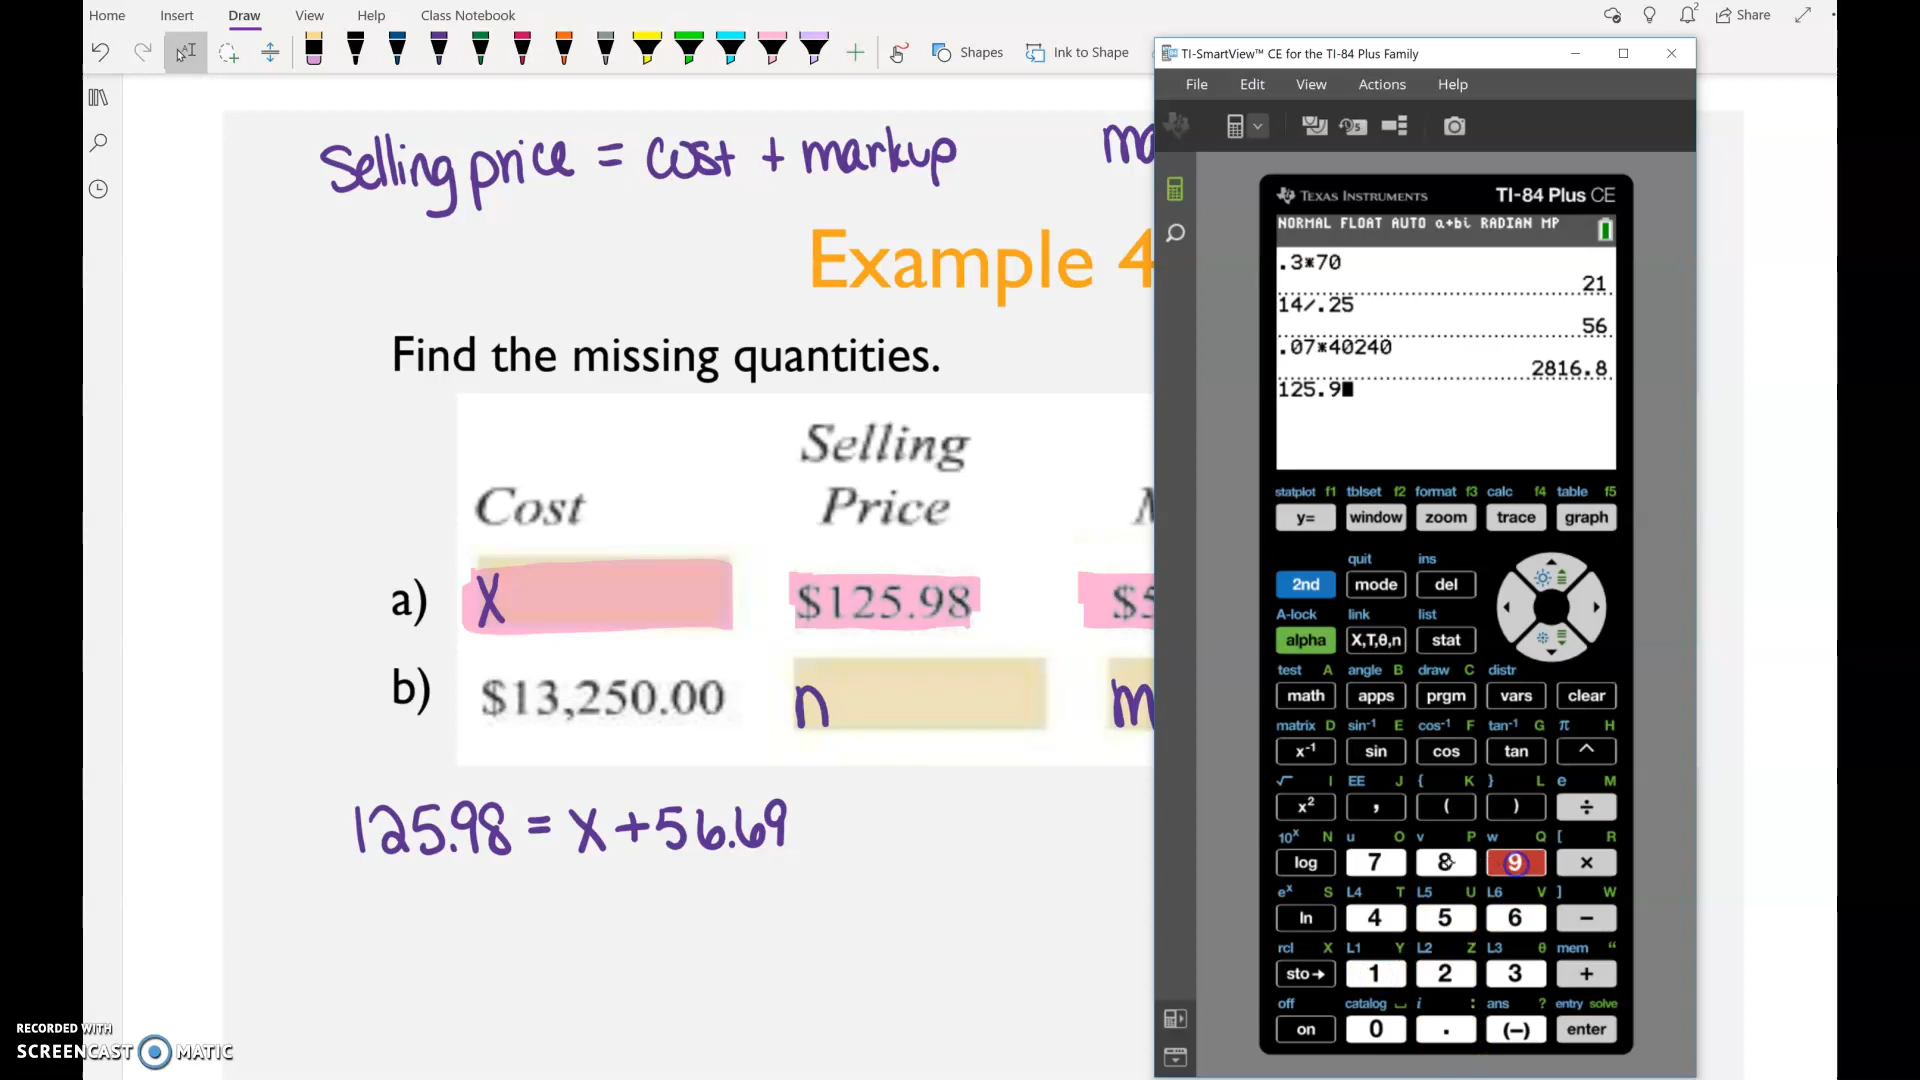 Home Insert Draw View Help Class Notebook Share
Shapes Ink to Shape
TI-SmartView™ CE for the TI-84 Plus Family
File Edit View Actions Help
Selling price = cost + markup
Example 4
Find the missing quantities.
Cost Selling Price
a) X $125.98 $5
b) $13,250.00 n m
125.98 = X + 56.69
TEXAS INSTRUMENTS TI-84 Plus CE
NORMAL FLOAT AUTO a+bi RADIAN MP
.3*70
21
14/.25
56
.07*40240
2816.8
125.9
statplot f1 tblset f2 format f3 calc f4 table f5
y= window zoom trace graph
quit ins
2nd mode del
A-lock link list
alpha X,T,θ,n stat
test A angle B draw C distr
math apps prgm vars clear
matrix D sin⁻¹ E cos⁻¹ F tan⁻¹ G π H
x⁻¹ sin cos tan ^
√ I EE J { K } L e M
x² , ( ) ÷
10ˣ N u O v P w Q [ R
log 7 8 9 ×
eˣ S L4 T L5 U L6 V ] W
ln 4 5 6 −
rcl X L1 Y L2 Z L3 θ mem “
sto→ 1 2 3 +
off catalog ⎵ i : ans ? entry solve
on 0 . (−) enter
RECORDED WITH
SCREENCAST MATIC